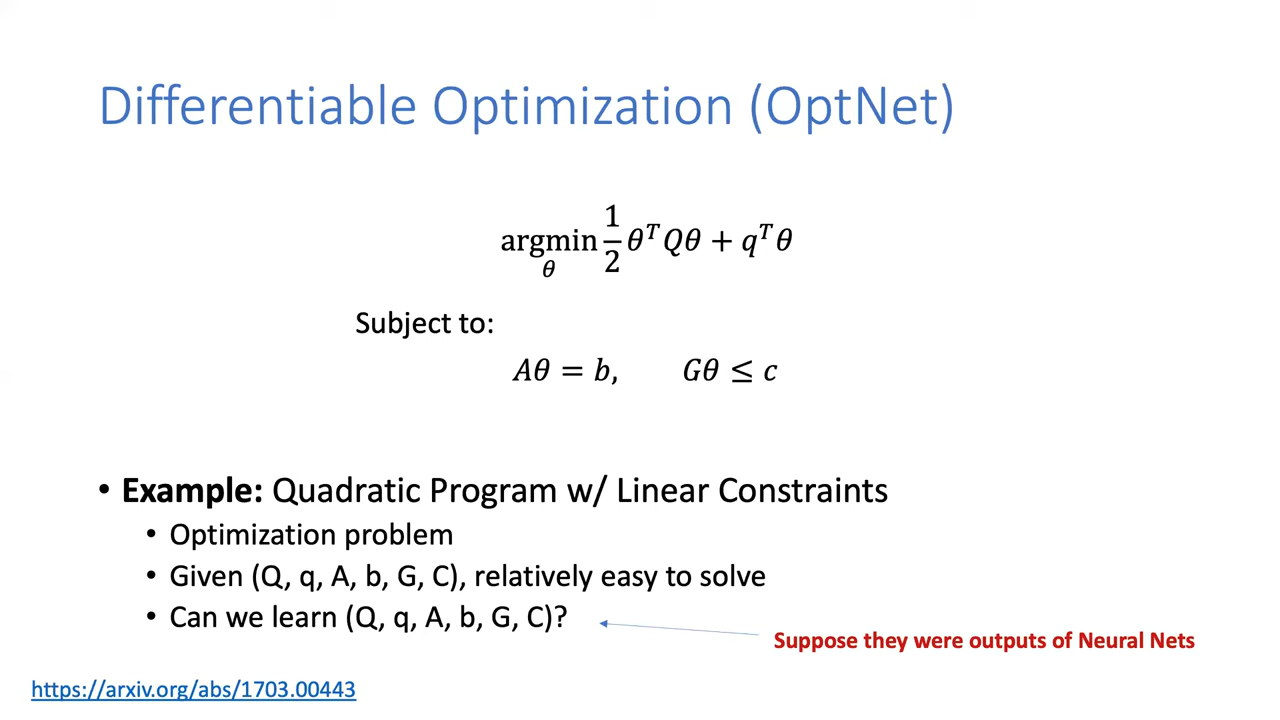 Differentiable Optimization (OptNet)
argmin 1/2 θᵀQθ + qᵀθ
θ
Subject to:
Aθ = b, Gθ ≤ c
• Example: Quadratic Program w/ Linear Constraints
• Optimization problem
• Given (Q, q, A, b, G, C), relatively easy to solve
• Can we learn (Q, q, A, b, G, C)?
Suppose they were outputs of Neural Nets
https://arxiv.org/abs/1703.00443